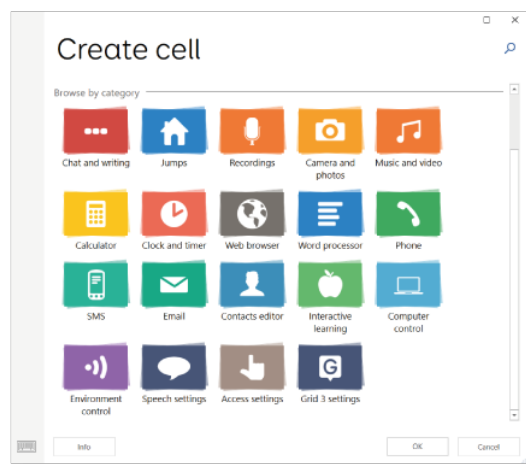 Create cell
Browse by category
Chat and writing
Jumps
Recordings
Camera and
photos
Music and video
Calculator
Clock and timer
Web browser
Word processor
Phone
SMS
Email
Contacts editor
Interactive
learning
Computer
control
Environment
control
Speech settings
Access settings
G
Grid 3 settings
Info
OK
Cancel